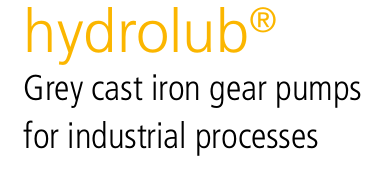 hydrolub®
Grey cast iron gear pumps
for industrial processes